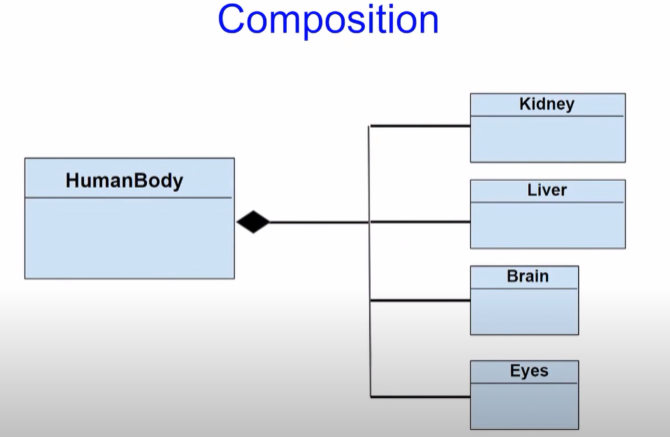 Composition
HumanBody
Kidney
Liver
Brain
Eyes